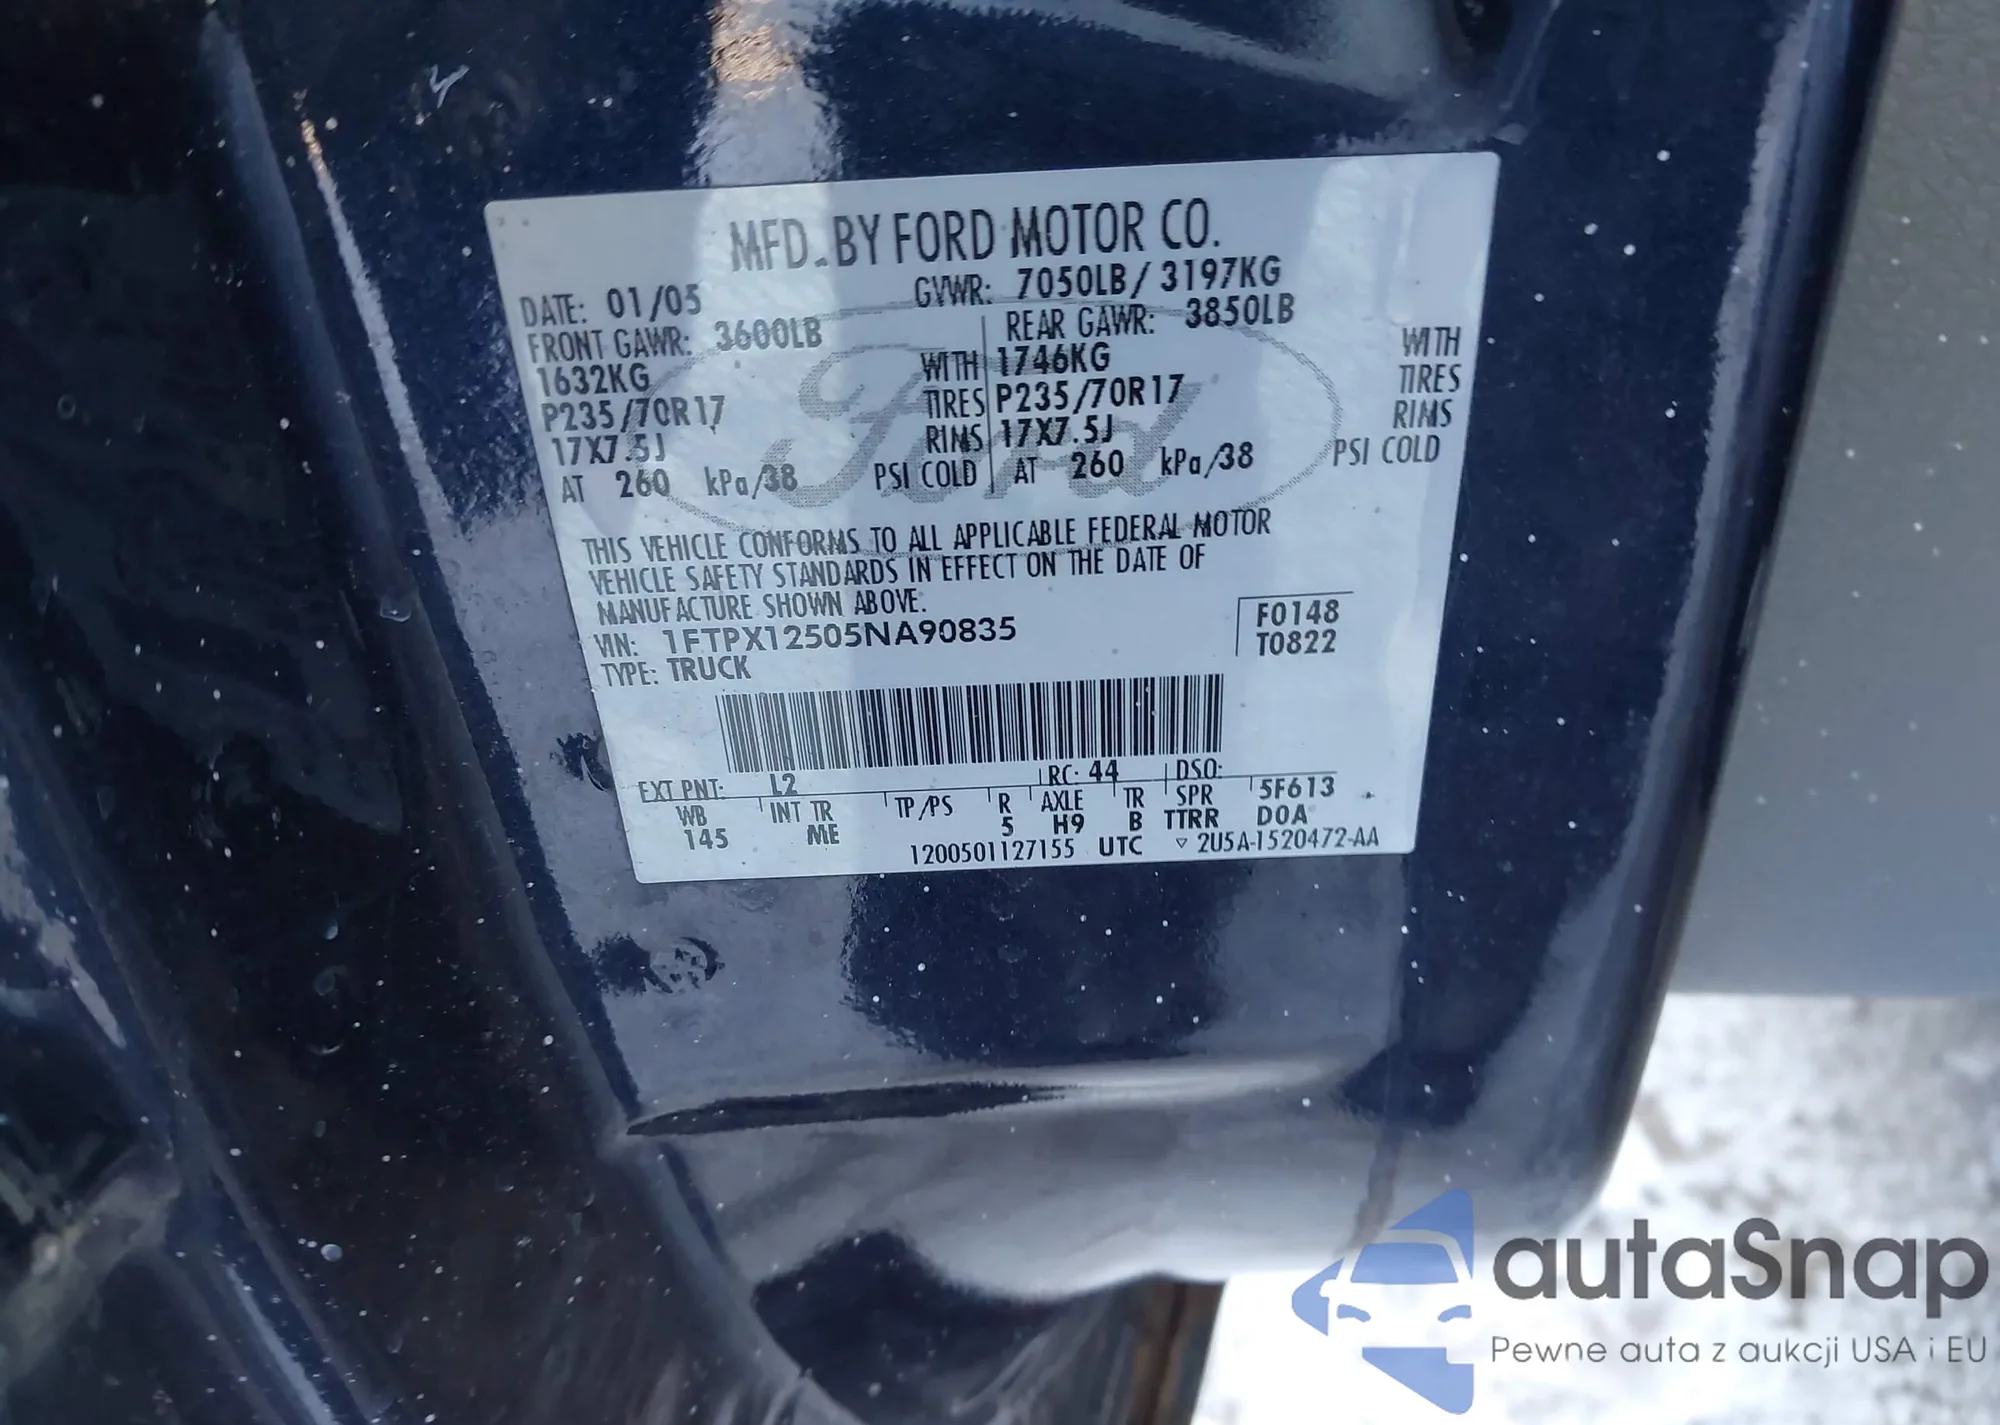 MFD. BY FORD MOTOR CO.
DATE: 01/05 GVWR: 7050LB / 3197KG
FRONT GAWR: 3600LB REAR GAWR: 3850LB
1632KG WITH 1746KG WITH
P235/70R17 TIRES P235/70R17 TIRES
17X7.5J RIMS 17X7.5J RIMS
AT 260 kPa/38 PSI COLD AT 260 kPa/38 PSI COLD
THIS VEHICLE CONFORMS TO ALL APPLICABLE FEDERAL MOTOR
VEHICLE SAFETY STANDARDS IN EFFECT ON THE DATE OF
MANUFACTURE SHOWN ABOVE.
VIN: 1FTPX12505NA90835 F0148
TYPE: TRUCK T0822
EXT PNT: L2 RC: 44 DSO:
WB INT TR TP/PS R AXLE TR SPR 5F613
145 ME 5 H9 B TTRR DOA
1200501127155 UTC ▽ 2U5A-1520472-AA
Ford
autaSnap
Pewne auta z aukcji USA i EU